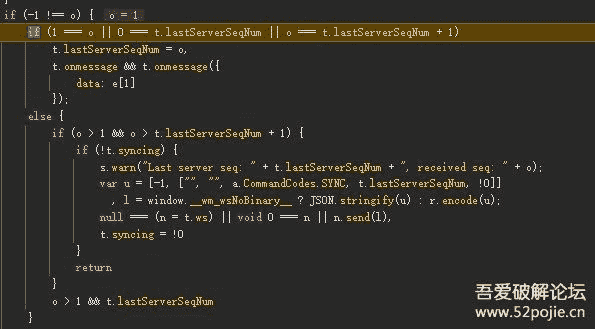 if (-1 !== o) { o = 1
if (1 === o || 0 === t.lastServerSeqNum || o === t.lastServerSeqNum + 1)
t.lastServerSeqNum = o,
t.onmessage && t.onmessage({
data: e[1]
});
else {
if (o > 1 && o > t.lastServerSeqNum + 1) {
if (!t.syncing) {
s.warn("Last server seq: " + t.lastServerSeqNum + ", received seq: " + o);
var u = [-1, ["", "", a.CommandCodes.SYNC, t.lastServerSeqNum, !0]]
, l = window.__wm_wsNoBinary__ ? JSON.stringify(u) : r.encode(u);
null === (n = t.ws) || void 0 === n || n.send(l),
t.syncing = !0
}
return
}
o > 1 && t.lastServerSeqNum
}
吾爱破解论坛
www.52pojie.cn